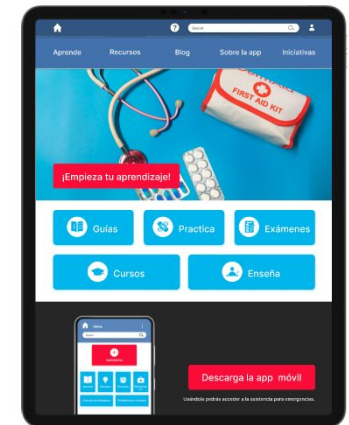 Search
Aprende Recursos Blog Sobre la app Iniciativas
FIRST AID KIT
¡Empieza tu aprendizaje!
Guías Practica Exámenes
Cursos Enseña
Descarga la app móvil
Usándola podrás acceder a la asistencia para emergencias.